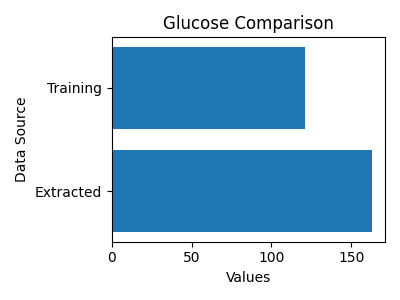 Glucose Comparison
Data Source
Training
Extracted
0 50 100 150
Values